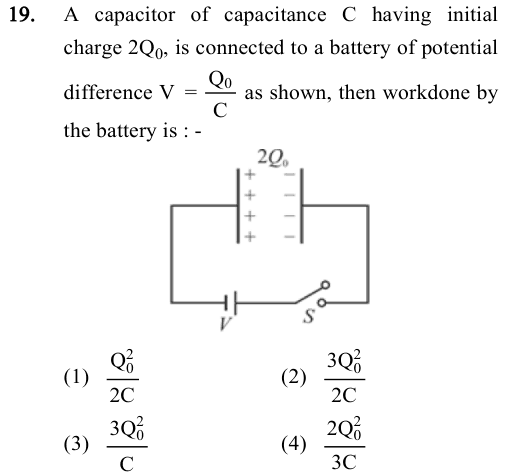 19. A capacitor of capacitance C having initial
charge 2Q₀, is connected to a battery of potential
difference V = Q₀/C as shown, then workdone by
the battery is : -
2Q₀
+ −
+ −
+ −
+ −
V S
(1) Q₀²/2C (2) 3Q₀²/2C
(3) 3Q₀²/C (4) 2Q₀²/3C